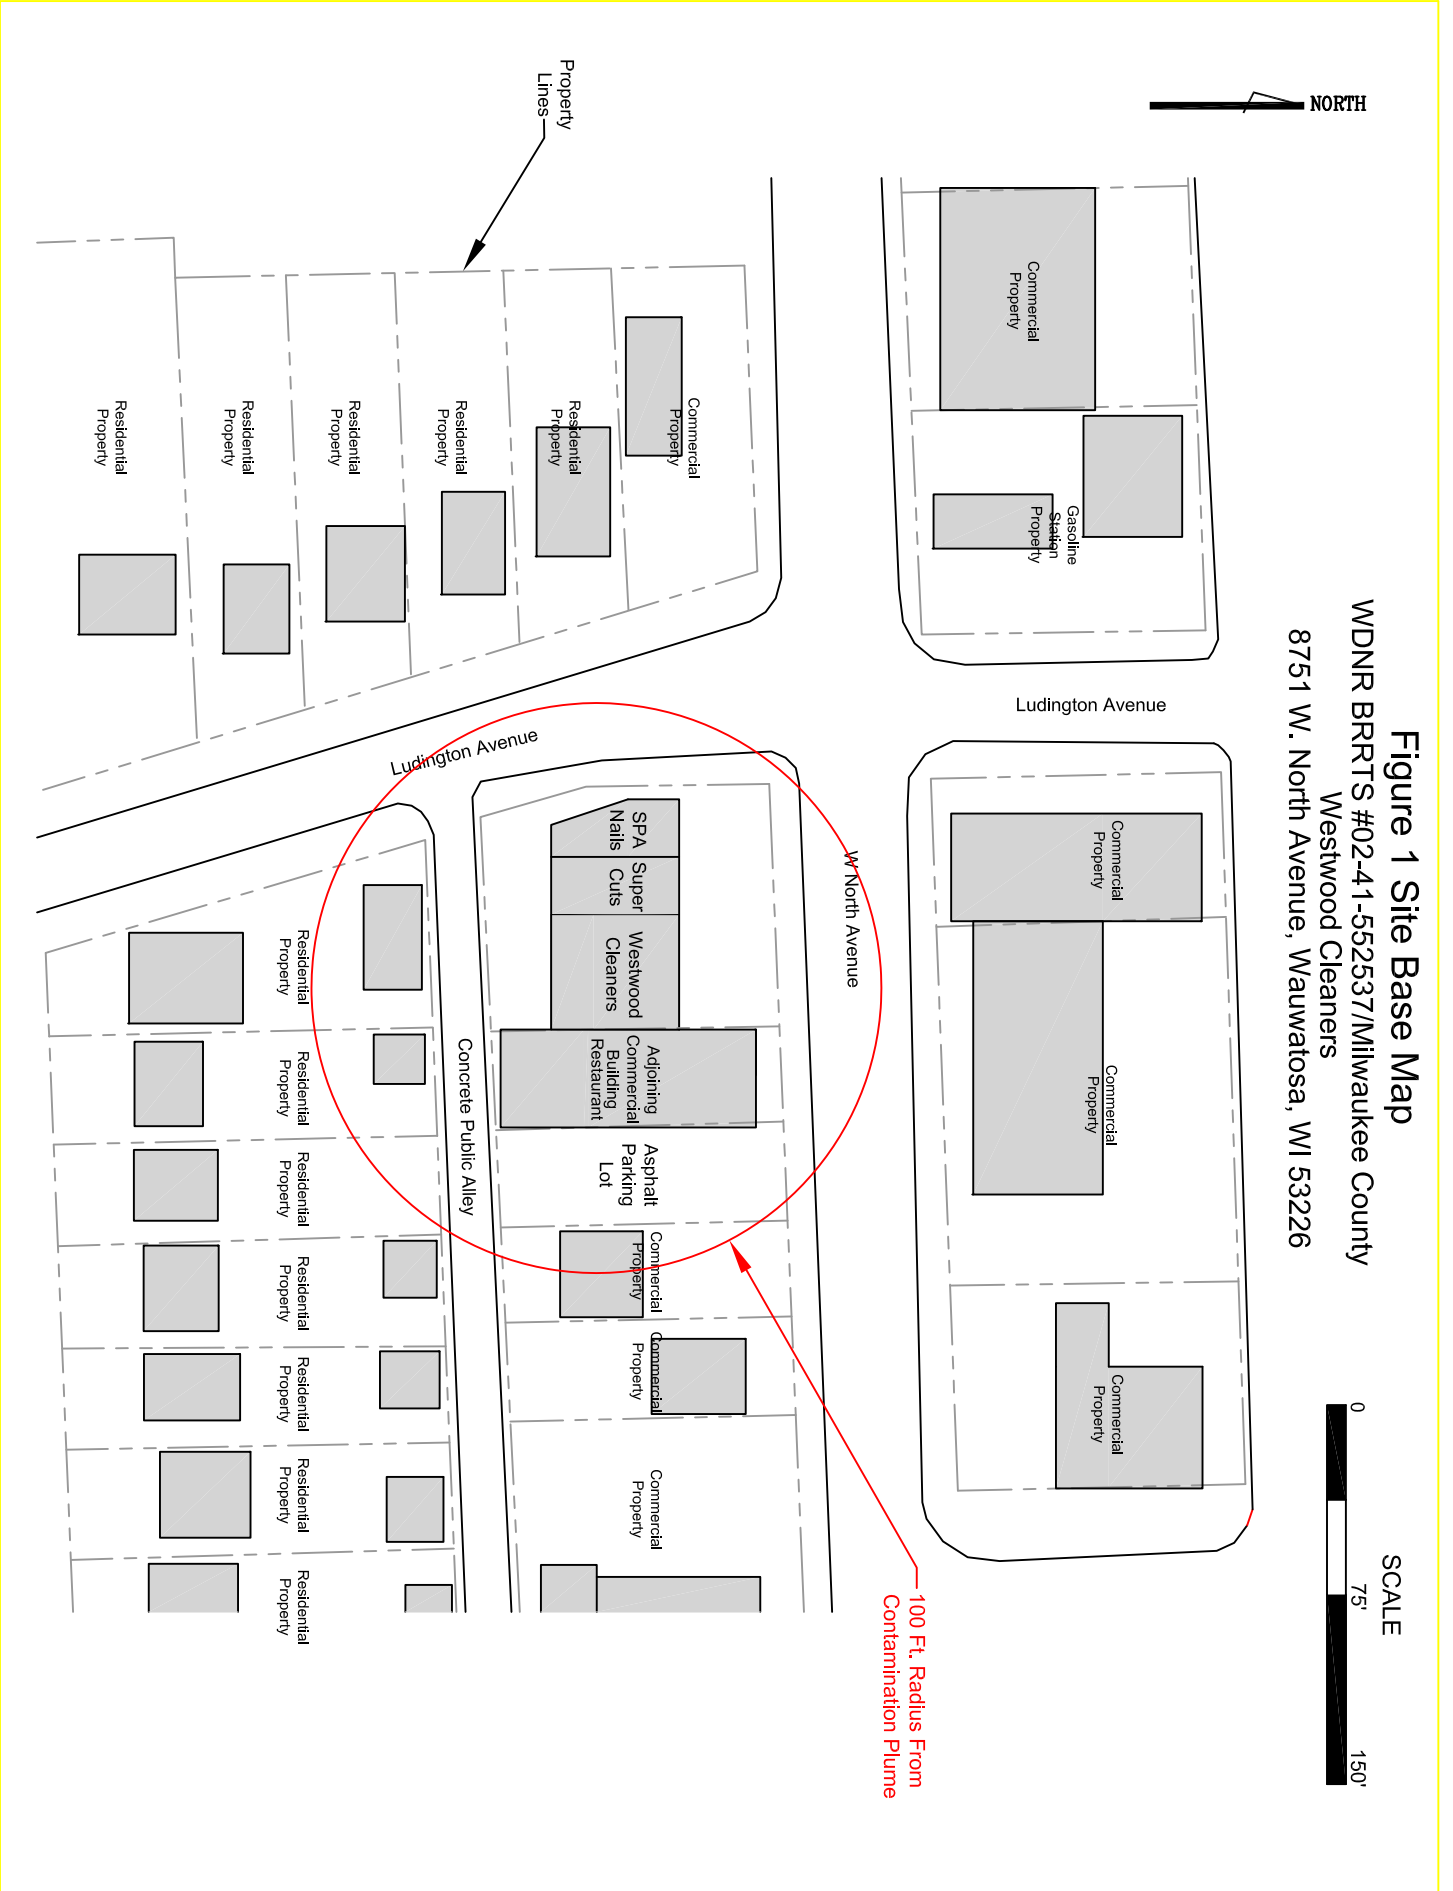 Figure 1 Site Base Map
WDNR BRRTS #02-41-552537/Milwaukee County
Westwood Cleaners
8751 W. North Avenue, Wauwatosa, WI 53226
NORTH
SCALE
0
75'
150'
Commercial
Property
Gasoline
Station
Property
Ludington Avenue
Commercial
Property
Commercial
Property
Commercial
Property
W North Avenue
100 Ft. Radius From
Contamination Plume
Property
Lines
Commercial
Property
Residential
Property
Residential
Property
Residential
Property
Residential
Property
Residential
Property
Ludington Avenue
SPA
Nails
Super
Cuts
Westwood
Cleaners
Adjoining
Commercial
Building
Restaurant
Asphalt
Parking
Lot
Commercial
Property
Commercial
Property
Commercial
Property
Concrete Public Alley
Residential
Property
Residential
Property
Residential
Property
Residential
Property
Residential
Property
Residential
Property
Residential
Property